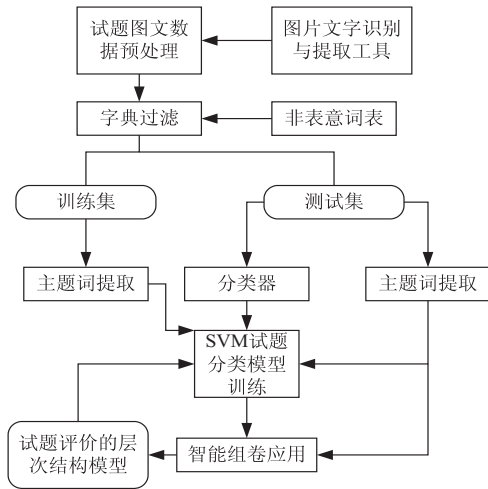 试题图文数
据预处理
图片文字识别
与提取工具
字典过滤
非表意词表
训练集
测试集
主题词提取
分类器
主题词提取
SVM试题
分类模型
训练
试题评价的层
次结构模型
智能组卷应用